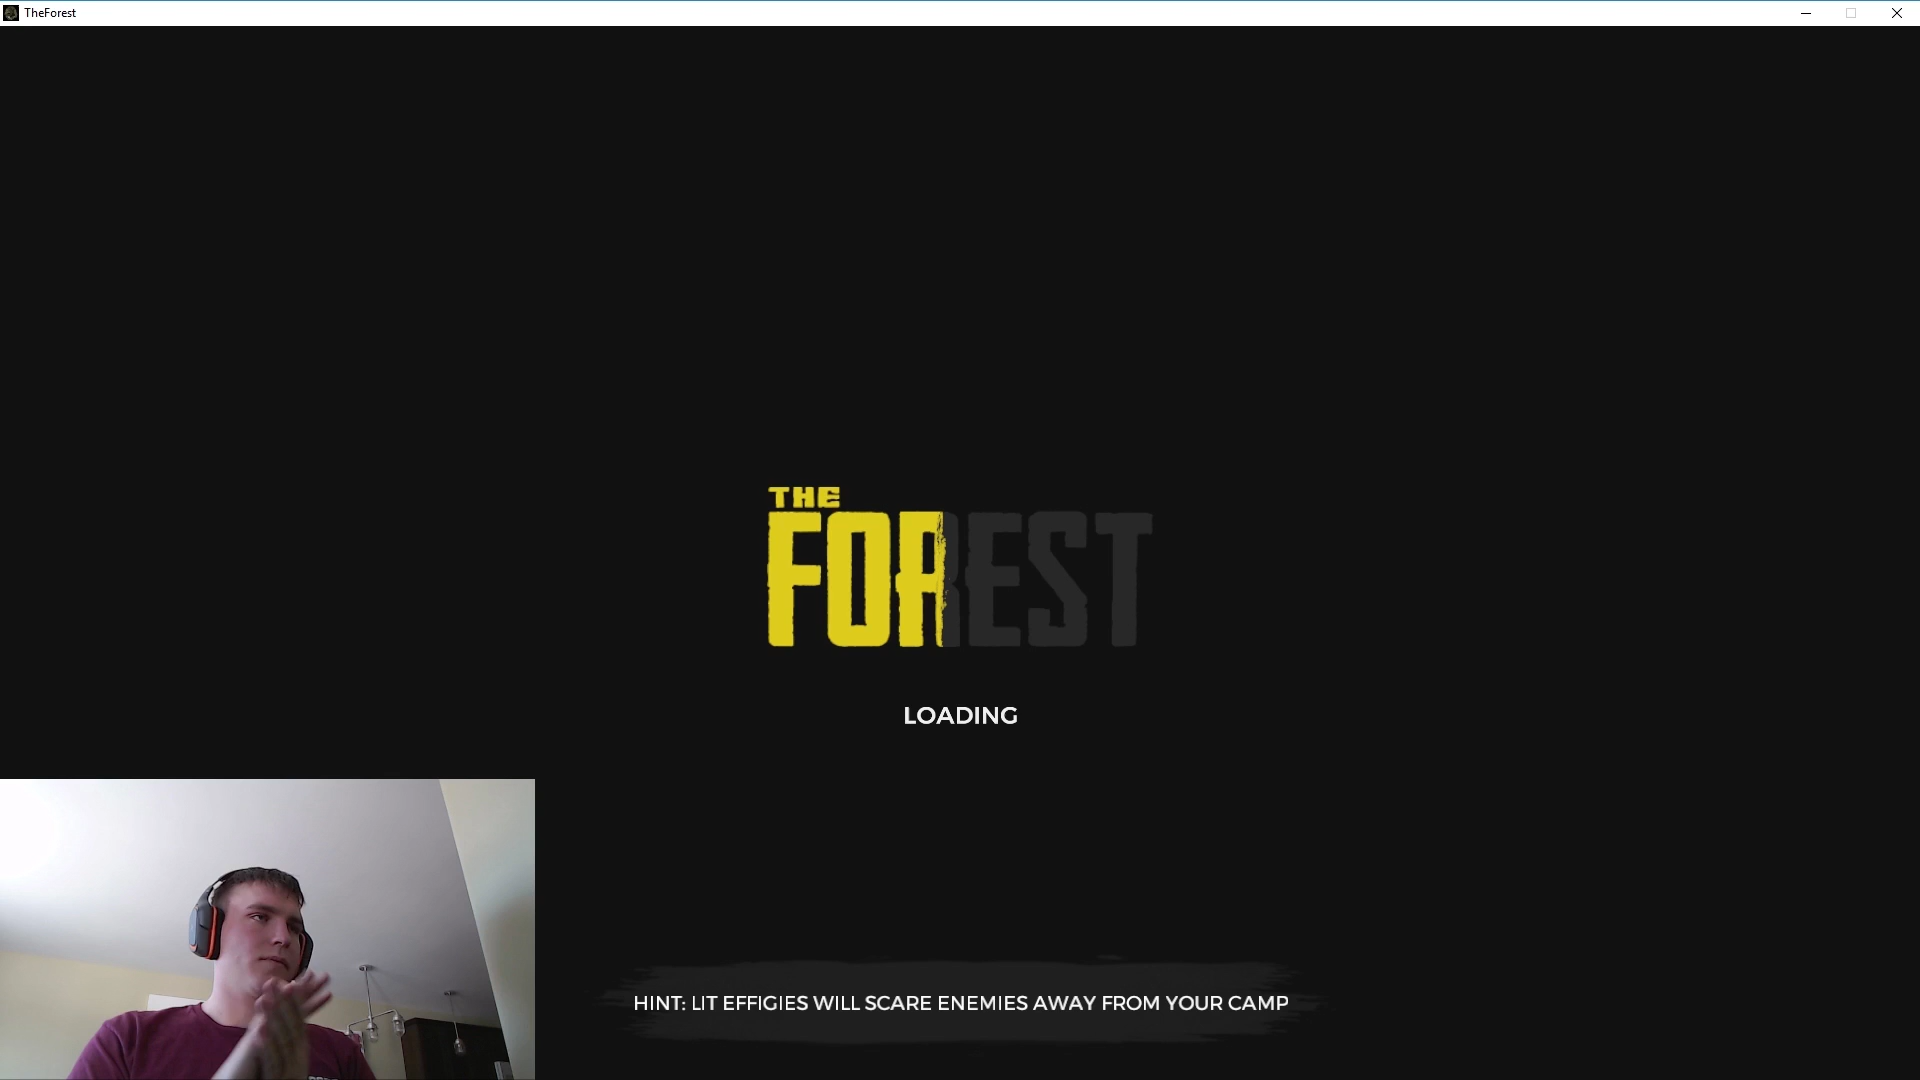 TheForest
THE
FOREST
LOADING
HINT: LIT EFFIGIES WILL SCARE ENEMIES AWAY FROM YOUR CAMP